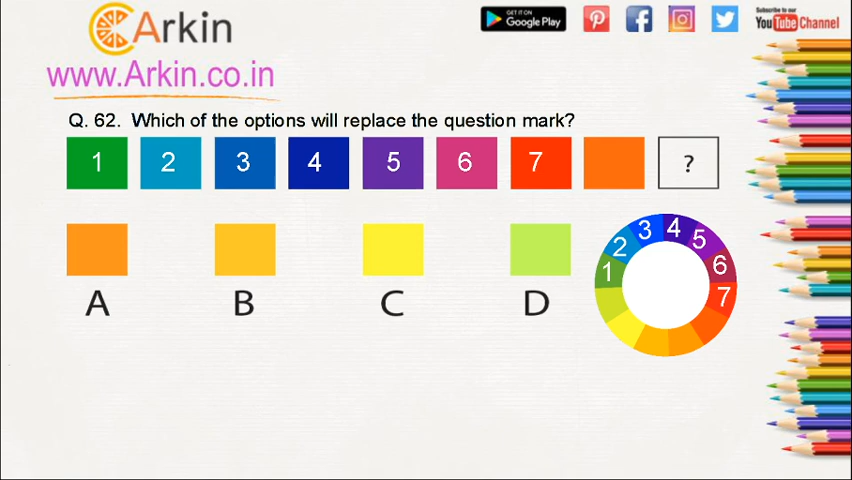 Arkin
www.Arkin.co.in
GET IT ON
Google Play
Subscribe to our
YouTube Channel
Q. 62. Which of the options will replace the question mark?
1 2 3 4 5 6 7 ?
A B C D
1 2 3 4 5 6 7